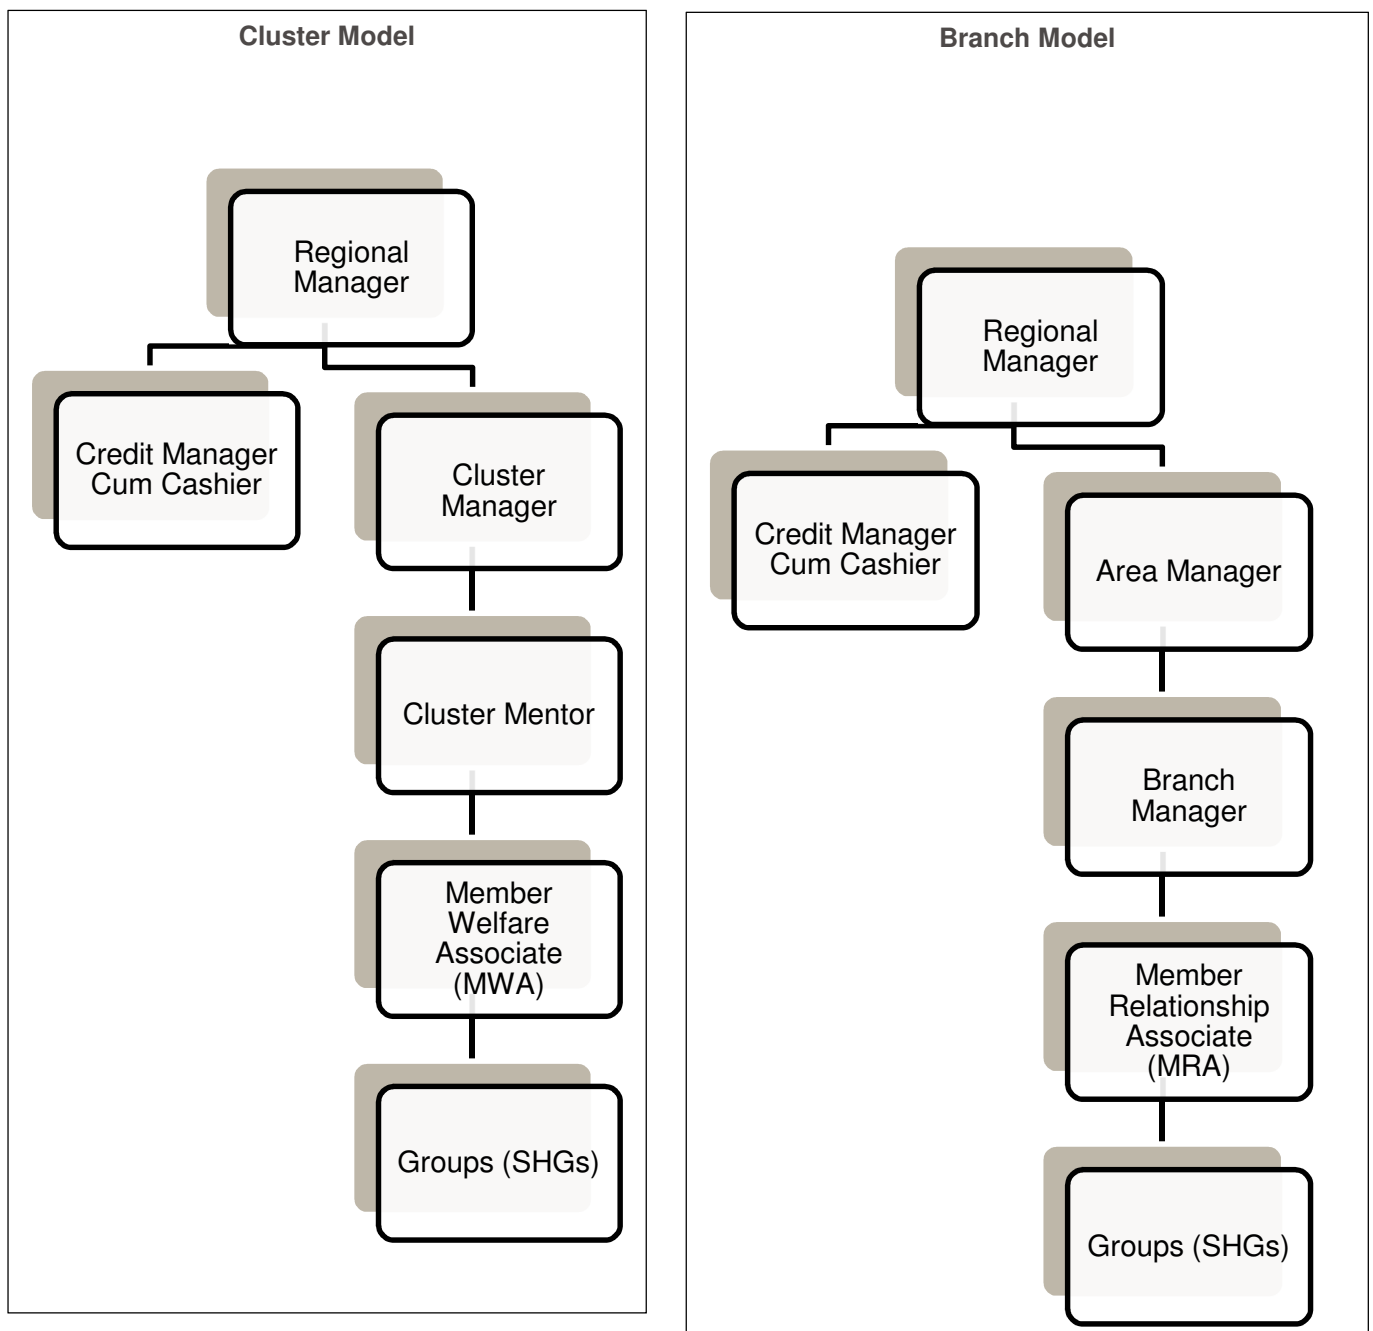 Cluster Model
Regional
Manager
Credit Manager
Cum Cashier
Cluster
Manager
Cluster Mentor
Member
Welfare
Associate
(MWA)
Groups (SHGs)
Branch Model
Regional
Manager
Credit Manager
Cum Cashier
Area Manager
Branch
Manager
Member
Relationship
Associate
(MRA)
Groups (SHGs)